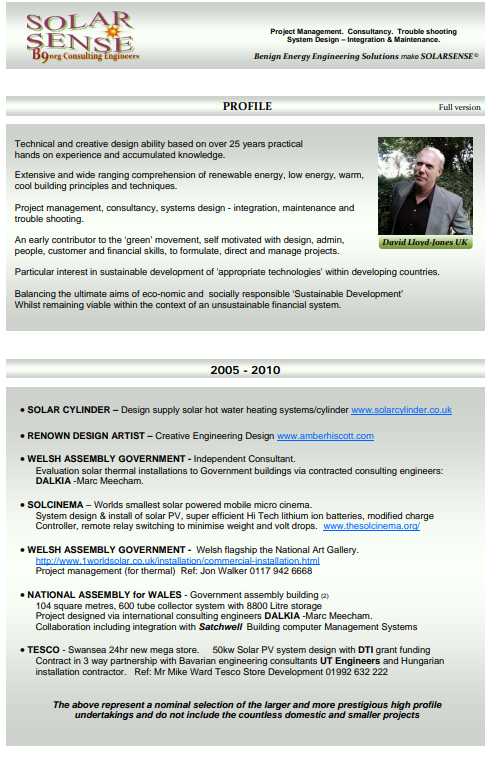 SOLAR
SENSE
B9nrg Consulting Engineers
Project Management. Consultancy. Trouble shooting
System Design – Integration & Maintenance.
Benign Energy Engineering Solutions make SOLARSENSE©
PROFILE
Full version
Technical and creative design ability based on over 25 years practical
hands on experience and accumulated knowledge.
Extensive and wide ranging comprehension of renewable energy, low energy, warm,
cool building principles and techniques.
Project management, consultancy, systems design - integration, maintenance and
trouble shooting.
An early contributor to the 'green' movement, self motivated with design, admin,
people, customer and financial skills, to formulate, direct and manage projects.
David Lloyd-Jones UK
Particular interest in sustainable development of 'appropriate technologies' within developing countries.
Balancing the ultimate aims of eco-nomic and socially responsible 'Sustainable Development'
Whilst remaining viable within the context of an unsustainable financial system.
2005 - 2010
• SOLAR CYLINDER – Design supply solar hot water heating systems/cylinder www.solarcylinder.co.uk
• RENOWN DESIGN ARTIST – Creative Engineering Design www.amberhiscott.com
• WELSH ASSEMBLY GOVERNMENT - Independent Consultant.
Evaluation solar thermal installations to Government buildings via contracted consulting engineers:
DALKIA -Marc Meecham.
• SOLCINEMA – Worlds smallest solar powered mobile micro cinema.
System design & install of solar PV, super efficient Hi Tech lithium ion batteries, modified charge
Controller, remote relay switching to minimise weight and volt drops. www.thesolcinema.org/
• WELSH ASSEMBLY GOVERNMENT - Welsh flagship the National Art Gallery.
http://www.1worldsolar.co.uk/installation/commercial-installation.html
Project management (for thermal) Ref: Jon Walker 0117 942 6668
• NATIONAL ASSEMBLY for WALES - Government assembly building (2)
104 square metres, 600 tube collector system with 8800 Litre storage
Project designed via international consulting engineers DALKIA -Marc Meecham.
Collaboration including integration with Satchwell Building computer Management Systems
• TESCO - Swansea 24hr new mega store. 50kw Solar PV system design with DTI grant funding
Contract in 3 way partnership with Bavarian engineering consultants UT Engineers and Hungarian
installation contractor. Ref: Mr Mike Ward Tesco Store Development 01992 632 222
The above represent a nominal selection of the larger and more prestigious high profile
undertakings and do not include the countless domestic and smaller projects